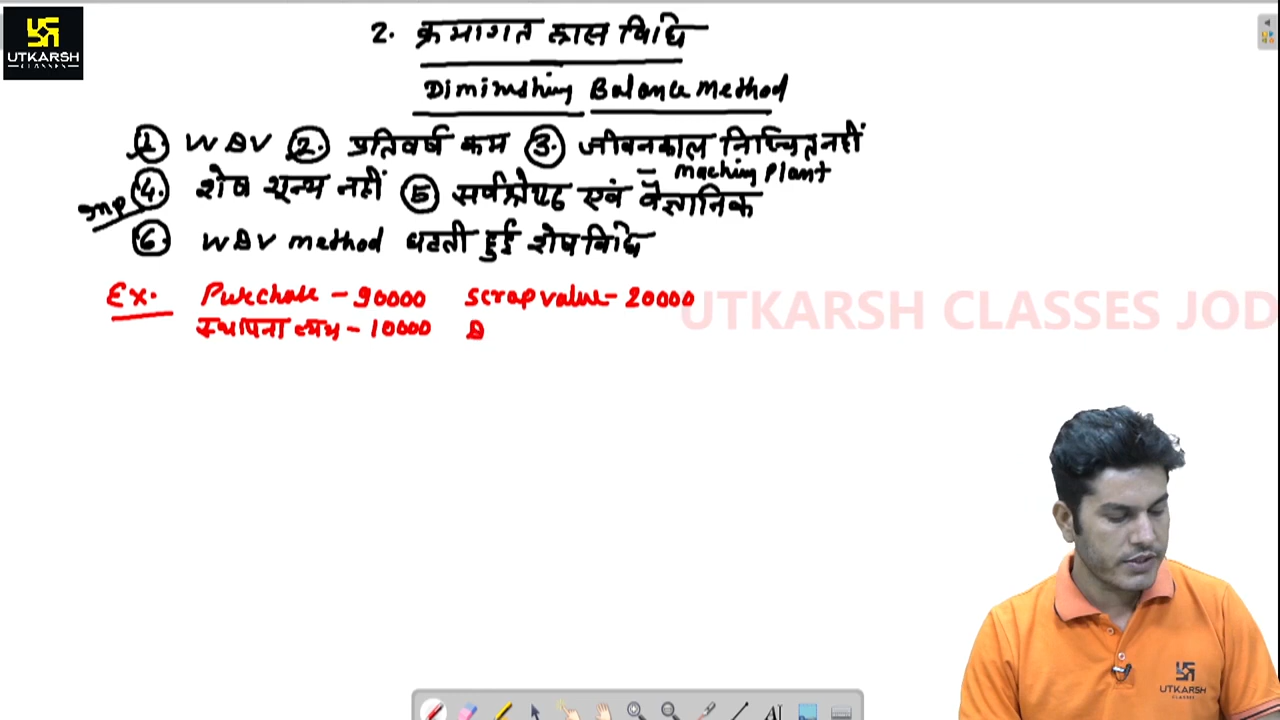 UTKARSH
CLASSES
2. क्रमागत ह्रास विधि
Diminishing Balance Method
1. WDV 2. प्रतिवर्ष कम 3. जीवनकाल निश्चित नहीं
- Maching Plant
4. शेष शून्य नहीं 5. सर्वश्रेष्ठ एवं वैज्ञानिक
Imp
6. WDV method घटती हुई शेष विधि
Ex. Purchase - 90000 Scrap value - 20000
स्थापना व्यय - 10000 D
UTKARSH CLASSES JOD
UTKARSH
CLASSES